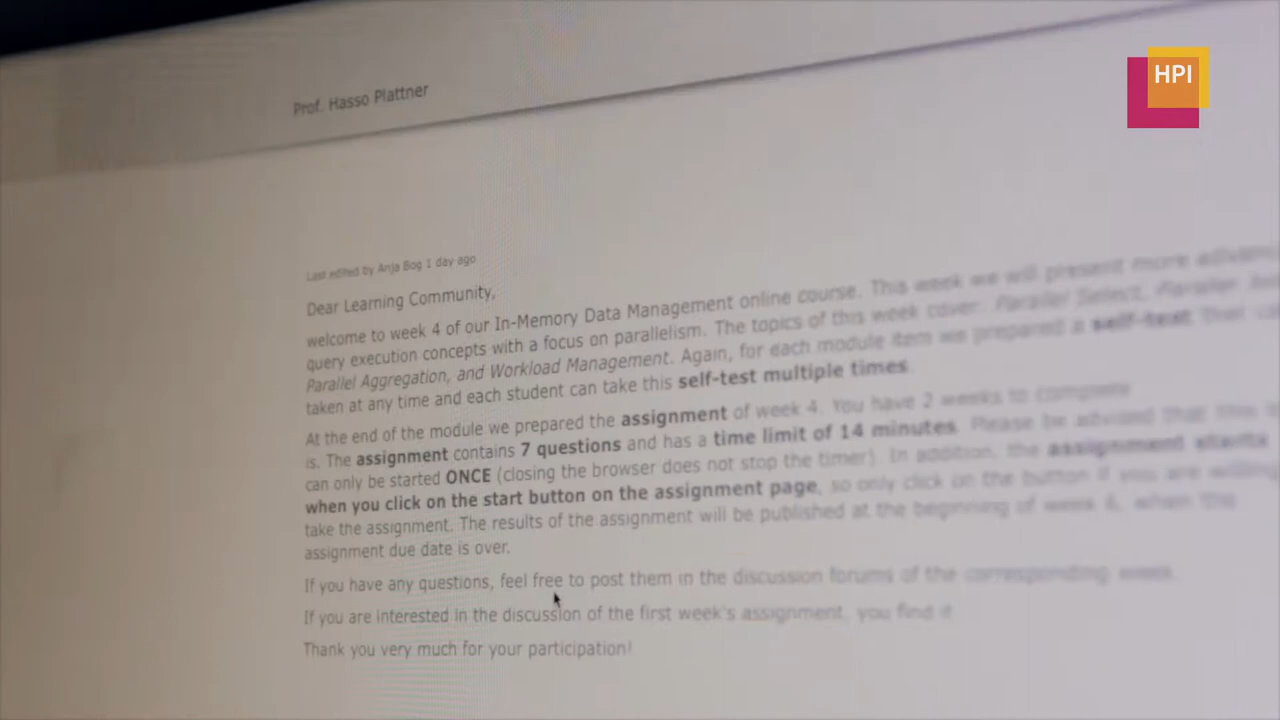 HPI
Prof. Hasso Plattner
Last edited by Anja Bog 1 day ago
Dear Learning Community,
welcome to week 4 of our In-Memory Data Management online course. This week we will present more
query execution concepts with a focus on parallelism. The topics of this week cover: Parallel Select, Parallel
Parallel Aggregation, and Workload Management. Again, for each module item we prepared a self-test that
taken at any time and each student can take this self-test multiple times.
At the end of the module we prepared the assignment of week 4. You have 2 weeks to complete
is. The assignment contains 7 questions and has a time limit of 14 minutes. Please be advised that
can only be started ONCE (closing the browser does not stop the timer). In addition, the assignment starts
when you click on the start button on the assignment page, so only click on the button if you are willing
take the assignment. The results of the assignment will be published at the beginning of week 6, when the
assignment due date is over.
If you have any questions, feel free to post them in the discussion forums of the corresponding week.
If you are interested in the discussion of the first week's assignment, you find it
Thank you very much for your participation!